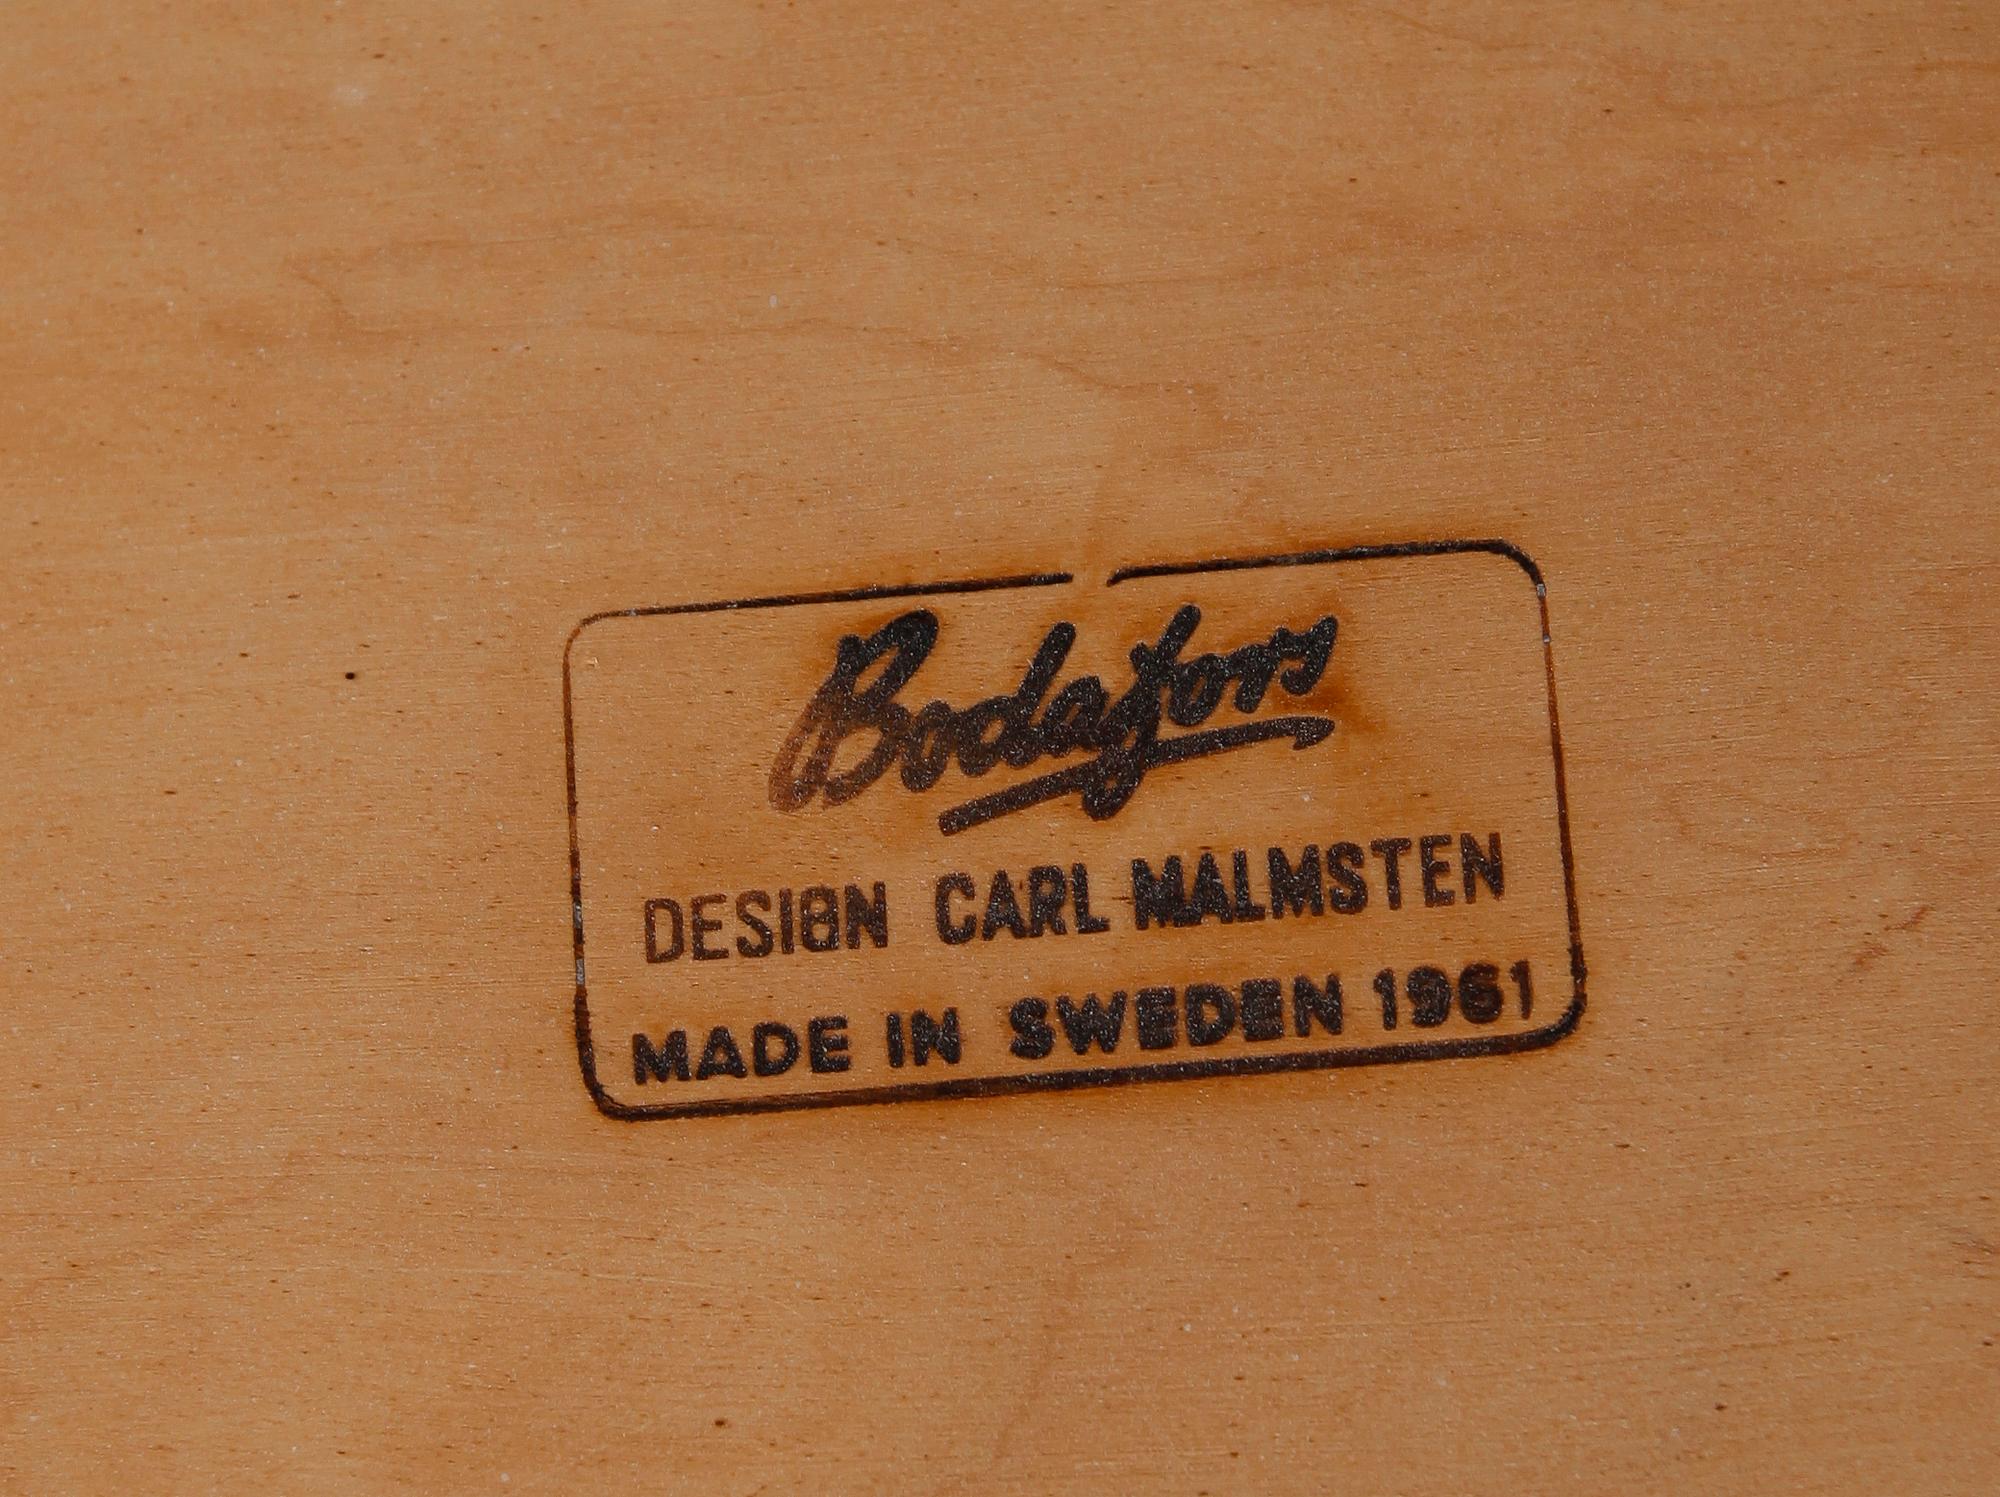 Bodafors
DESIGN CARL MALMSTEN
MADE IN SWEDEN 1961